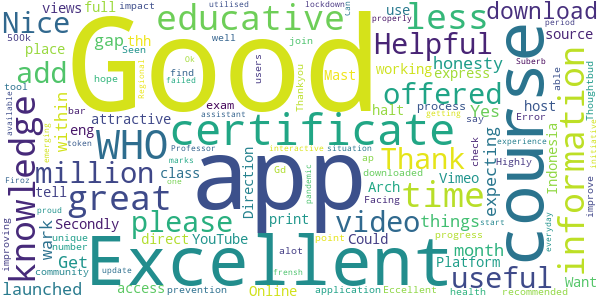 Good
app
Excellent
course
certificate
WHO
great
educative
less
Nice
Helpful
offered
add
knowledge
million
please
video
time
Thank
useful
information
download
things
launched
honesty
expecting
Direction
within
gap
thh
place
full
views
impact
utilised
lockdown
can
period
use
join
well
source
500k
Seen
find
failed
users
hope
Regional
Ok
Thankyou
Mast
working
express
properly
Suberb
tool
bar
exam
process
Yes
host
able
Thoughtbud
available
attractive
assistant
halt
say
getting
Error
emerging
token
eng
Professor
interactive
situation
check
experience
initiative
marks
class
Gd
pandemic
ap
downloaded
Vimeo
Highly
Indonesia
improve
Firoz
tell
one
Arch
Facing
everyday
improving
proud
Secondly
wark
print
Could
month
progress
start
unique
number
direct
YouTube
point
Platform
Get
community
update
alot
frensh
Want
access
prevention
Online
application
Eccellent
health
recommended